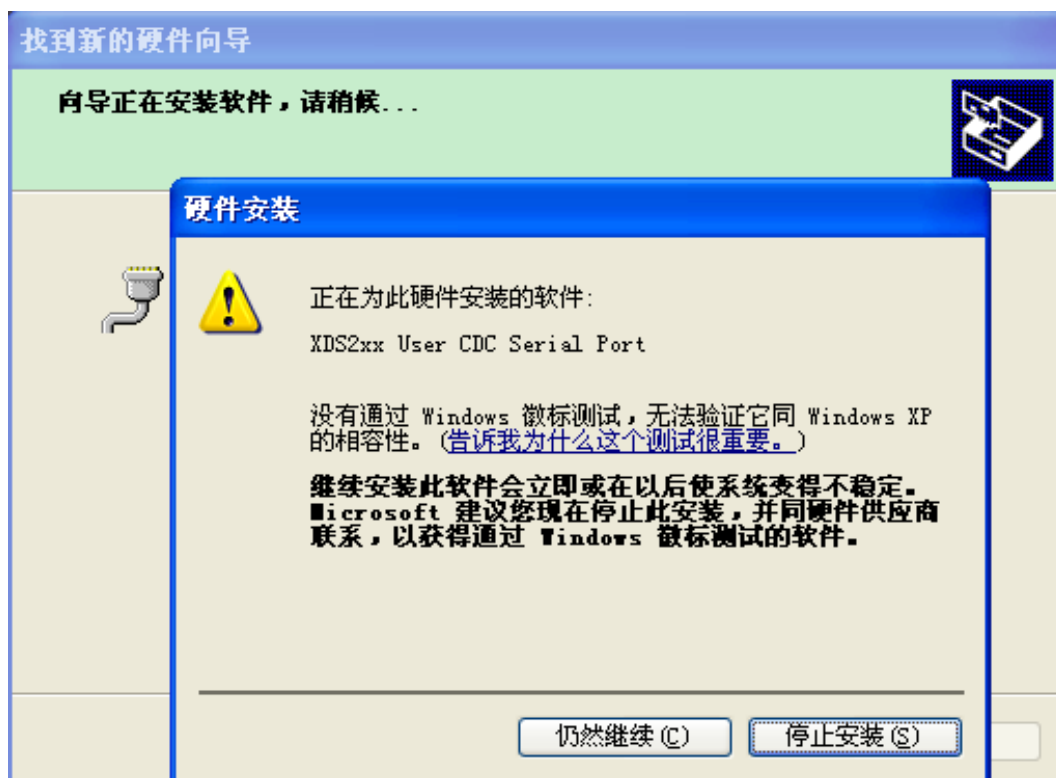 找到新的硬件向导
向导正在安装软件，请稍候...
硬件安装
正在为此硬件安装的软件:
XDS2xx User CDC Serial Port
没有通过 Windows 徽标测试，无法验证它同 Windows XP
的相容性。(告诉我为什么这个测试很重要。)
继续安装此软件会立即或在以后使系统变得不稳定。
Microsoft 建议您现在停止此安装，并同硬件供应商
联系，以获得通过 Windows 徽标测试的软件。
仍然继续(C) 停止安装(S)